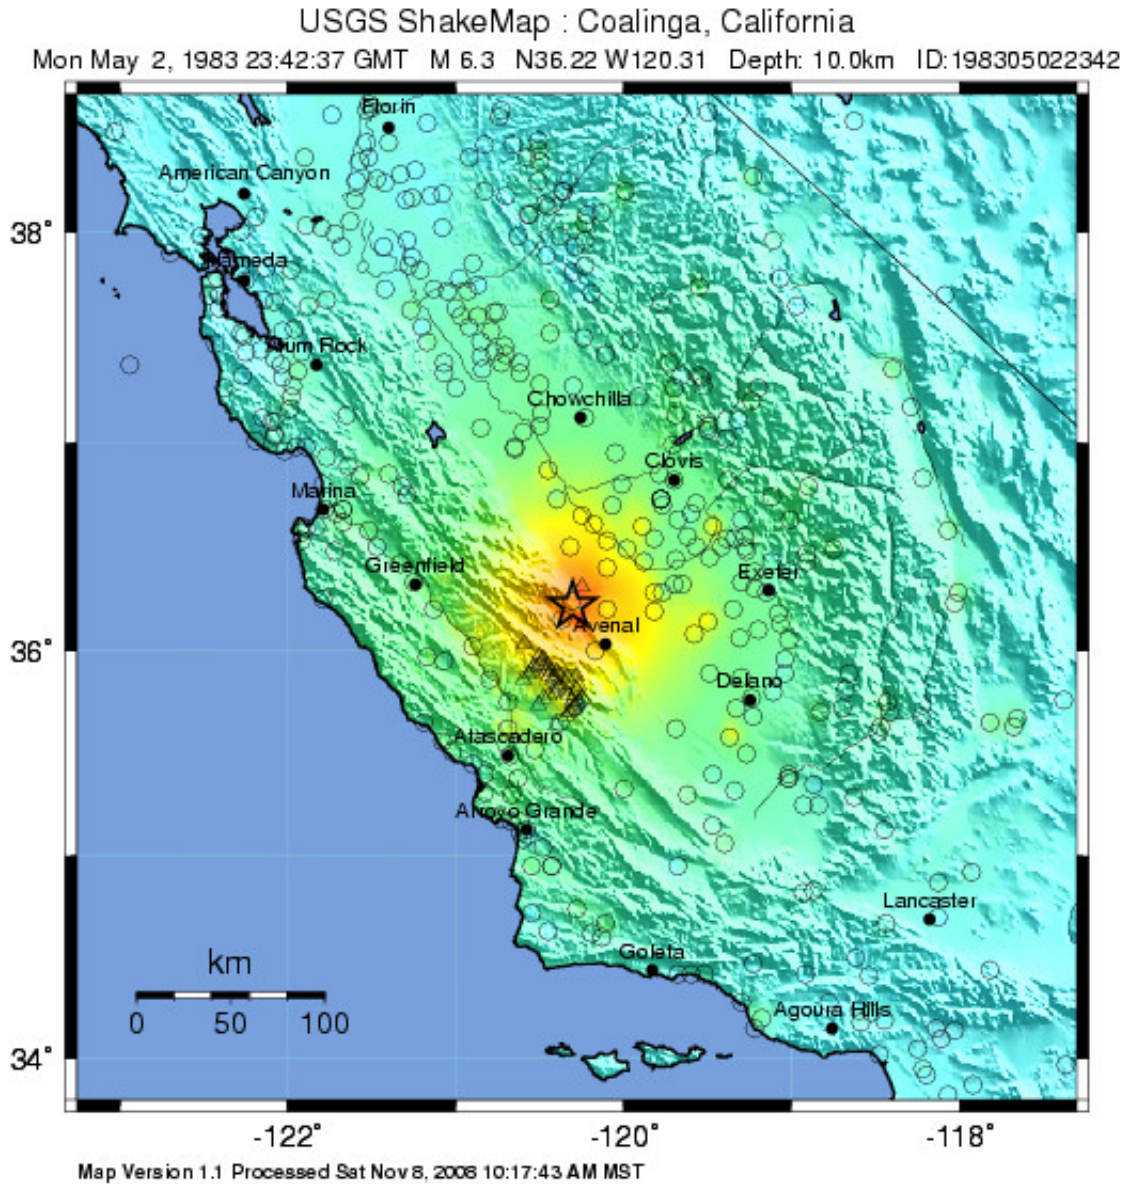 USGS ShakeMap : Coalinga, California
Mon May 2, 1983 23:42:37 GMT M 6.3 N36.22 W120.31 Depth: 10.0km ID:198305022342
Florin
American Canyon
38°
Alameda
Alum Rock
Chowchilla
Clovis
Marina
Greenfield
Exeter
Avenal
36°
Delano
Atascadero
Arroyo Grande
Lancaster
Goleta
km
Agoura Hills
0 50 100
34°
-122° -120° -118°
Map Version 1.1 Processed Sat Nov 8, 2008 10:17:43 AM MST